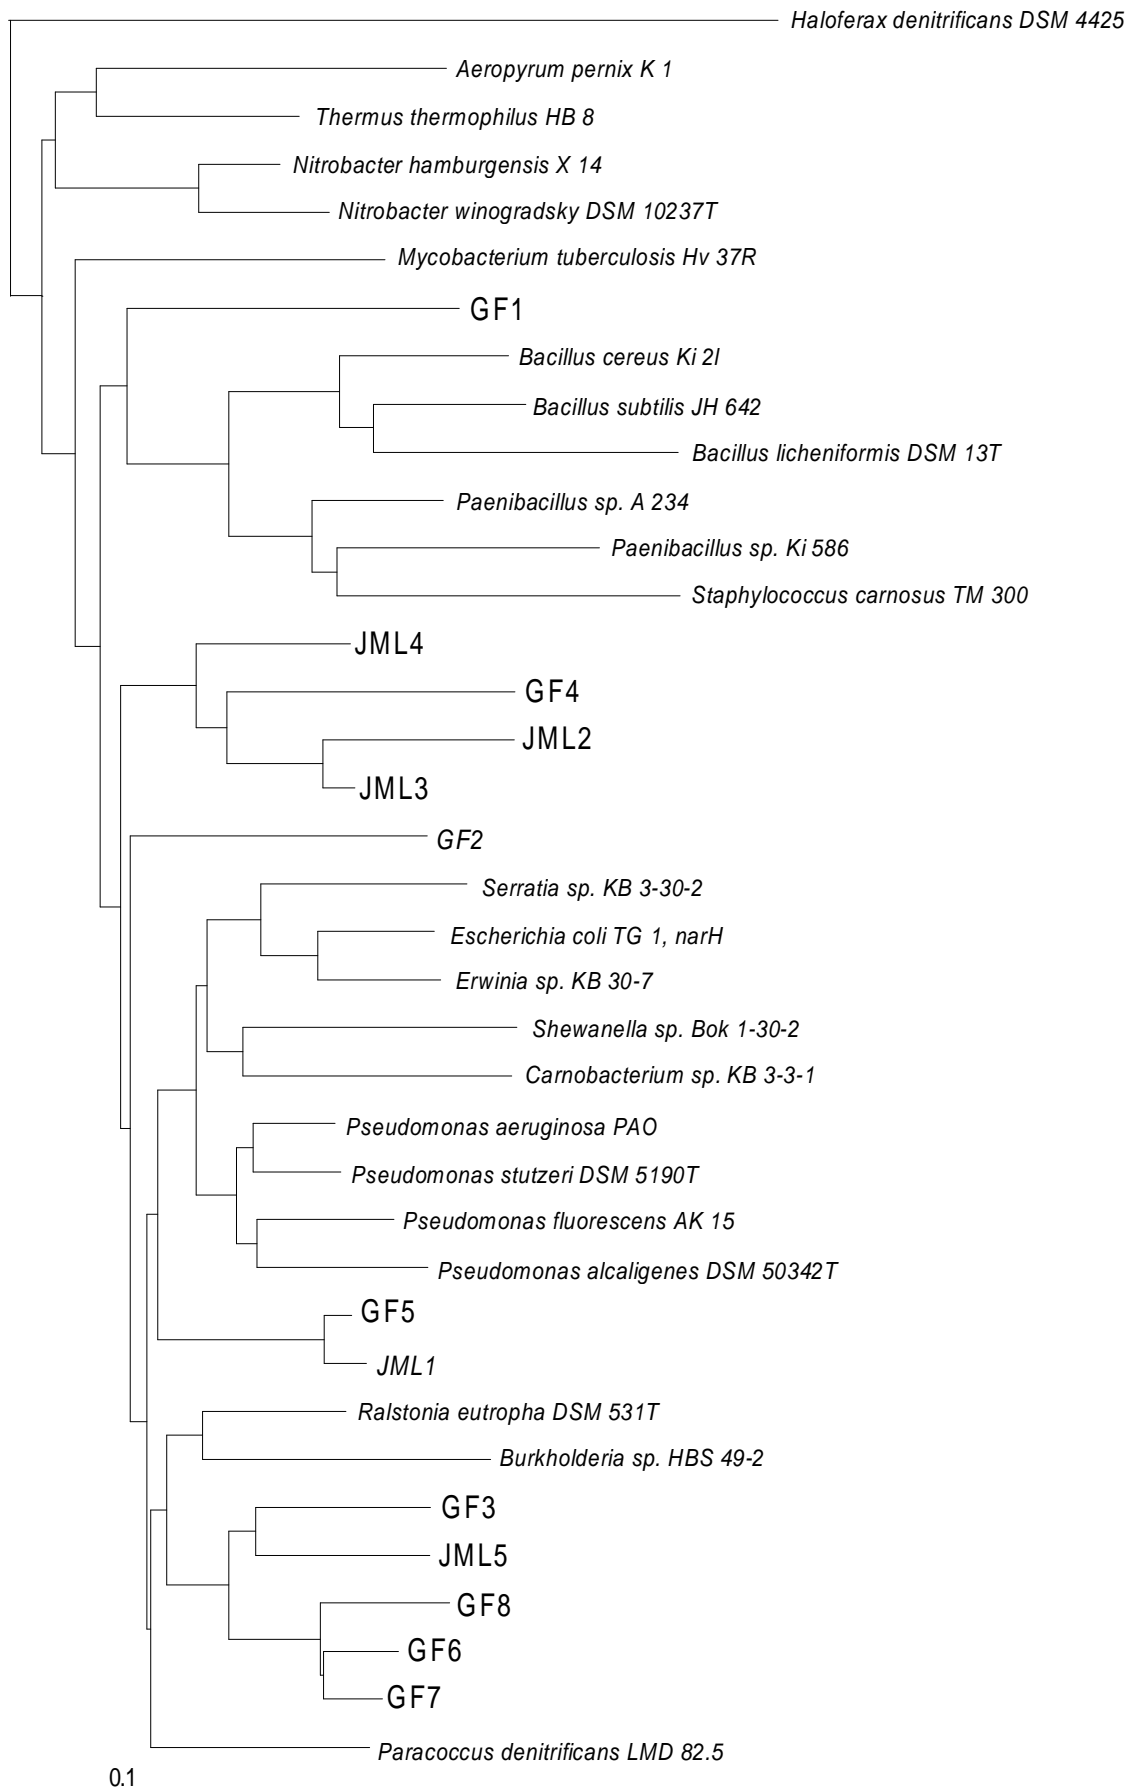 Haloferax denitrificans DSM 4425
Aeropyrum pernix K 1
Thermus thermophilus HB 8
Nitrobacter hamburgensis X 14
Nitrobacter winogradsky DSM 10237T
Mycobacterium tuberculosis Hv 37R
GF1
Bacillus cereus Ki 2I
Bacillus subtilis JH 642
Bacillus licheniformis DSM 13T
Paenibacillus sp. A 234
Paenibacillus sp. Ki 586
Staphylococcus carnosus TM 300
JML4
GF4
JML2
JML3
GF2
Serratia sp. KB 3-30-2
Escherichia coli TG 1, narH
Erwinia sp. KB 30-7
Shewanella sp. Bok 1-30-2
Carnobacterium sp. KB 3-3-1
Pseudomonas aeruginosa PAO
Pseudomonas stutzeri DSM 5190T
Pseudomonas fluorescens AK 15
Pseudomonas alcaligenes DSM 50342T
GF5
JML1
Ralstonia eutropha DSM 531T
Burkholderia sp. HBS 49-2
GF3
JML5
GF8
GF6
GF7
Paracoccus denitrificans LMD 82.5
0.1